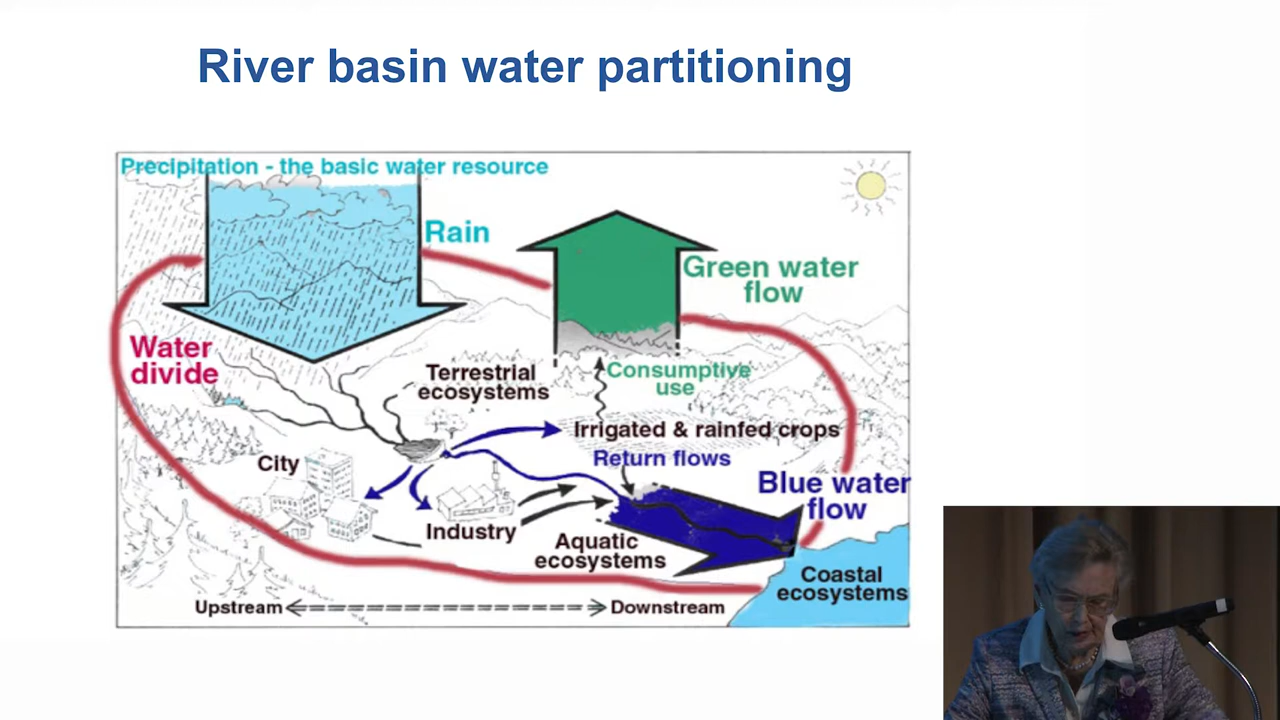 River basin water partitioning
Precipitation - the basic water resource
Rain
Green water
flow
Water
divide
Terrestrial
ecosystems
Consumptive
use
Irrigated & rainfed crops
City
Return flows
Blue water
flow
Industry
Aquatic
ecosystems
Coastal
ecosystems
Upstream
Downstream